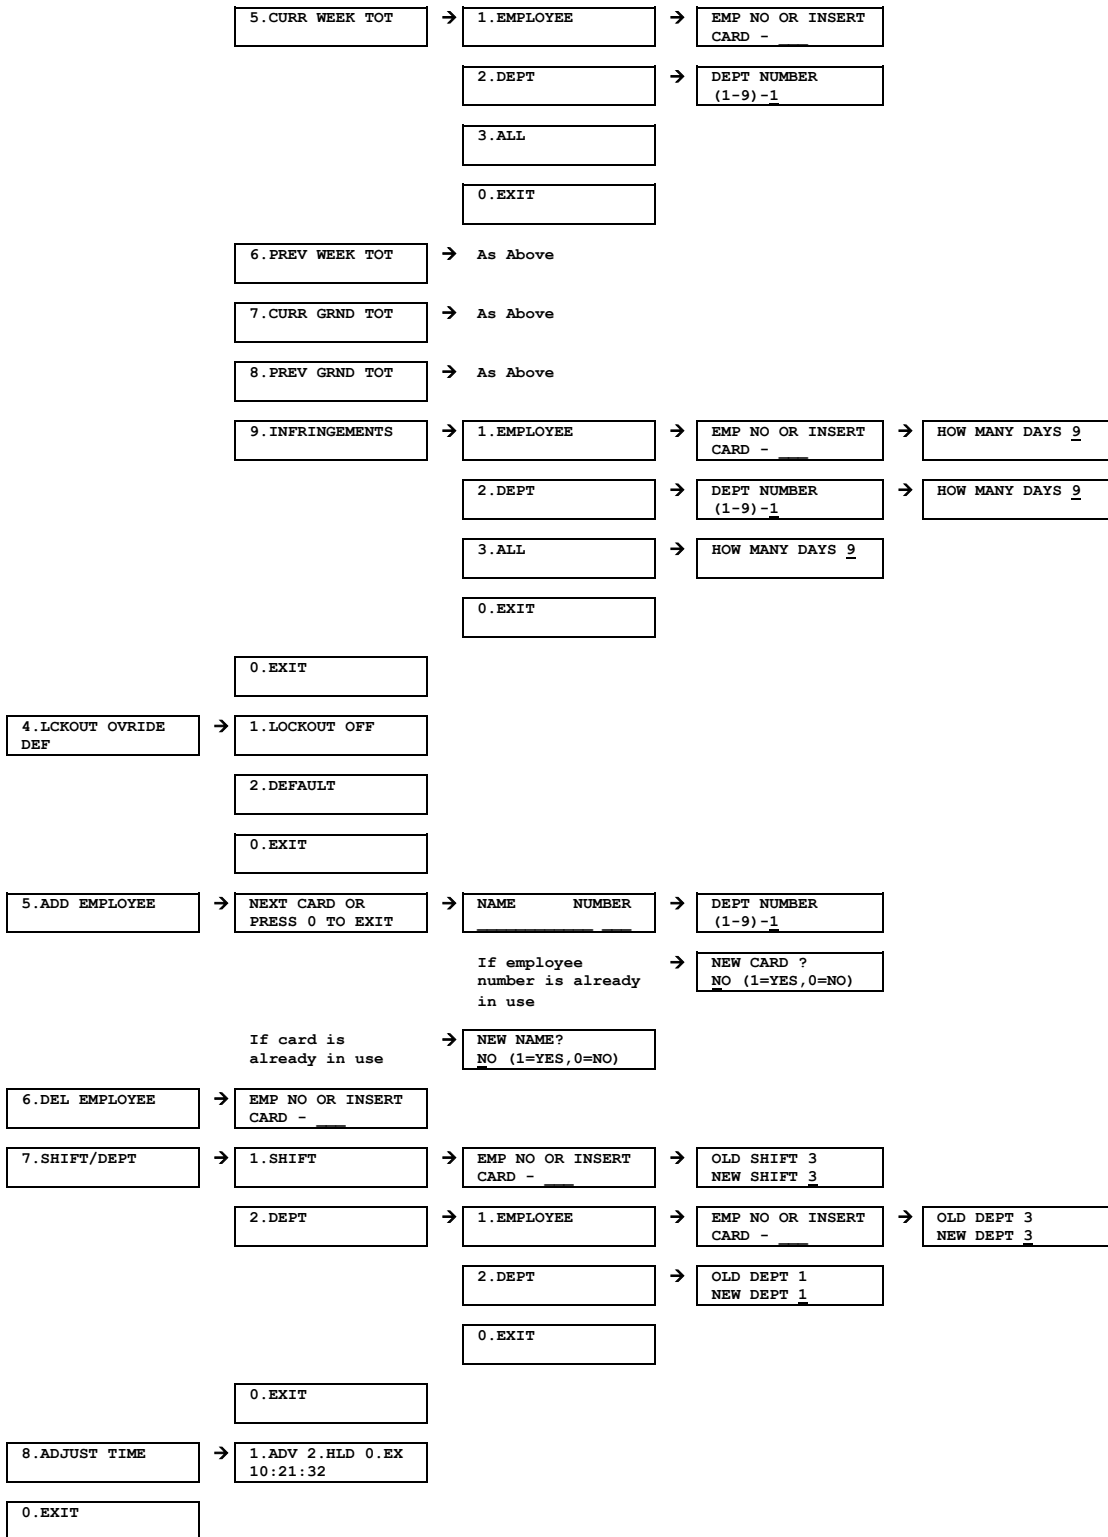 5.CURR WEEK TOT → 1.EMPLOYEE → EMP NO OR INSERT
CARD - ___
2.DEPT → DEPT NUMBER
(1-9)-1
3.ALL
0.EXIT
6.PREV WEEK TOT → As Above
7.CURR GRND TOT → As Above
8.PREV GRND TOT → As Above
9.INFRINGEMENTS → 1.EMPLOYEE → EMP NO OR INSERT → HOW MANY DAYS 9
CARD - ___
2.DEPT → DEPT NUMBER → HOW MANY DAYS 9
(1-9)-1
3.ALL → HOW MANY DAYS 9
0.EXIT
0.EXIT
4.LCKOUT OVRIDE → 1.LOCKOUT OFF
DEF
2.DEFAULT
0.EXIT
5.ADD EMPLOYEE → NEXT CARD OR → NAME NUMBER → DEPT NUMBER
PRESS 0 TO EXIT ____________ ___ (1-9)-1
If employee → NEW CARD ?
number is already NO (1=YES,0=NO)
in use
If card is → NEW NAME?
already in use NO (1=YES,0=NO)
6.DEL EMPLOYEE → EMP NO OR INSERT
CARD - ___
7.SHIFT/DEPT → 1.SHIFT → EMP NO OR INSERT → OLD SHIFT 3
CARD - ___ NEW SHIFT 3
2.DEPT → 1.EMPLOYEE → EMP NO OR INSERT → OLD DEPT 3
CARD - ___ NEW DEPT 3
2.DEPT → OLD DEPT 1
NEW DEPT 1
0.EXIT
0.EXIT
8.ADJUST TIME → 1.ADV 2.HLD 0.EX
10:21:32
0.EXIT